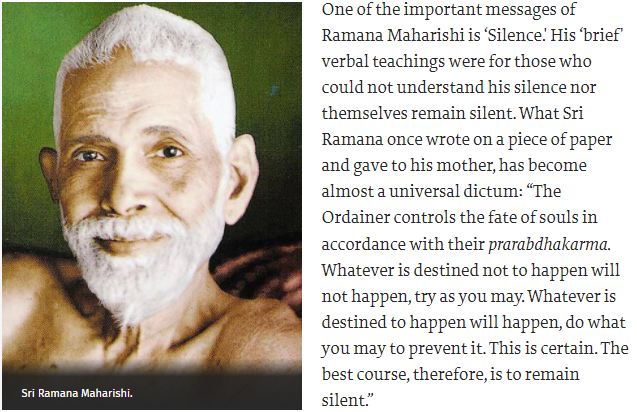 One of the important messages of
Ramana Maharishi is ‘Silence.’ His ‘brief’
verbal teachings were for those who
could not understand his silence nor
themselves remain silent. What Sri
Ramana once wrote on a piece of paper
and gave to his mother, has become
almost a universal dictum: “The
Ordainer controls the fate of souls in
accordance with their prarabdhakarma.
Whatever is destined not to happen will
not happen, try as you may. Whatever is
destined to happen will happen, do what
you may to prevent it. This is certain. The
best course, therefore, is to remain
silent.”
Sri Ramana Maharishi.